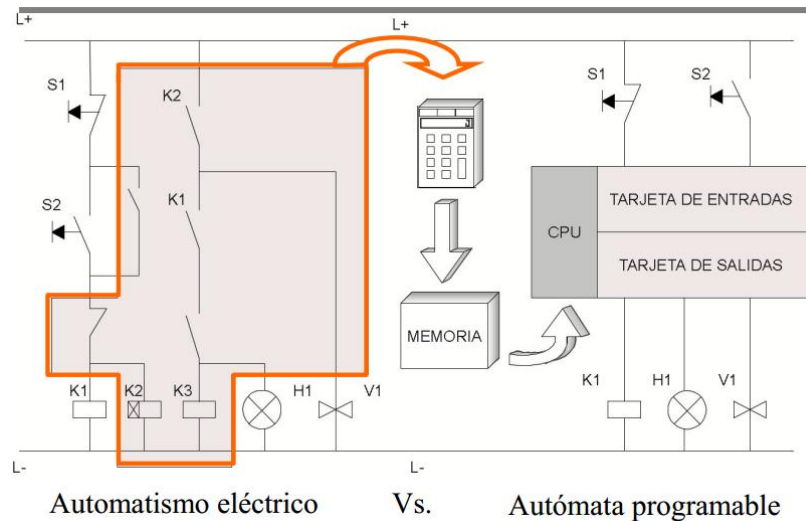 L+
L+
S1
K2
S2
K1
K1
K2
K3
H1
V1
L-
J
MEMORIA
S1
S2
CPU
TARJETA DE ENTRADAS
TARJETA DE SALIDAS
K1
H1
V1
L-
Automatismo eléctrico Vs. Autómata programable